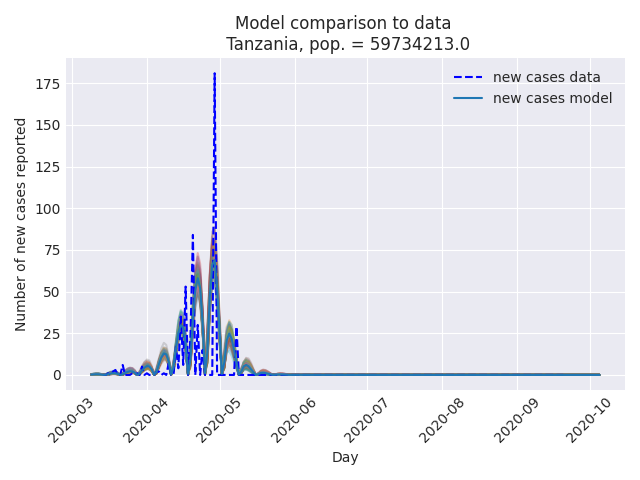 Model comparison to data
Tanzania, pop. = 59734213.0
new cases data
new cases model
Number of new cases reported
175
150
125
100
75
50
25
0
2020-03
2020-04
2020-05
2020-06
2020-07
2020-08
2020-09
2020-10
Day